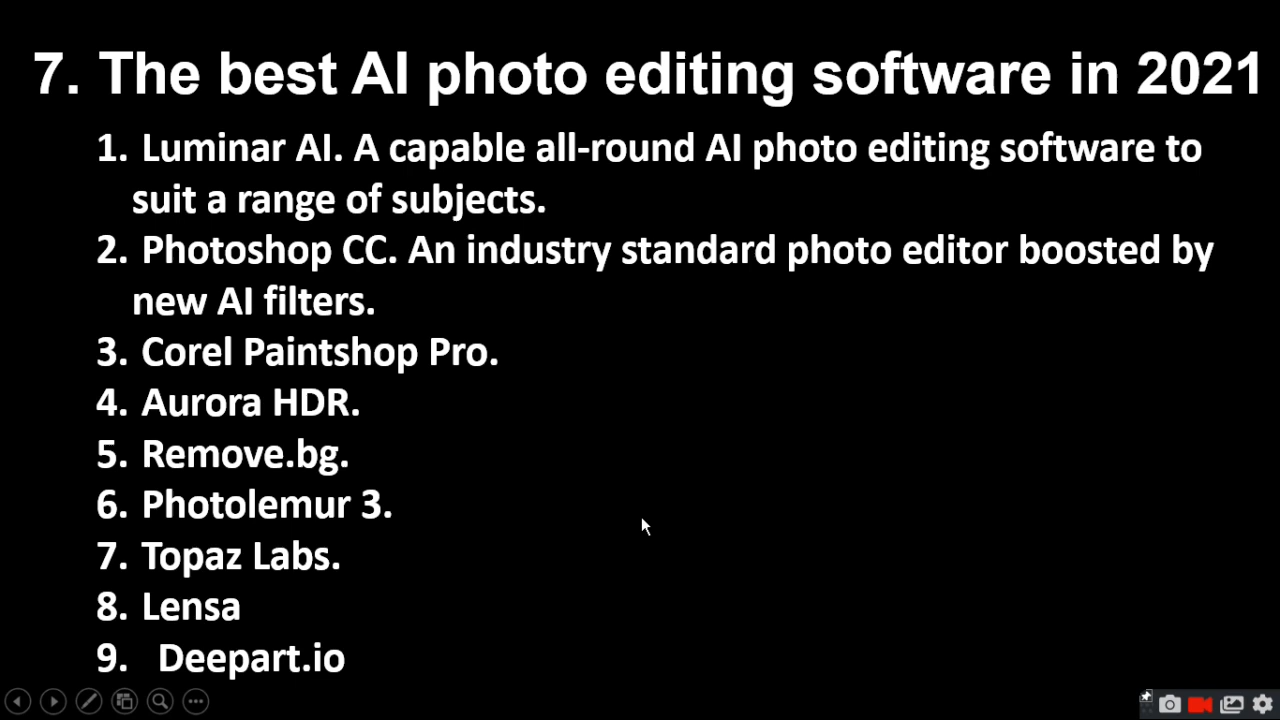 7. The best AI photo editing software in 2021
1. Luminar AI. A capable all-round AI photo editing software to
suit a range of subjects.
2. Photoshop CC. An industry standard photo editor boosted by
new AI filters.
3. Corel Paintshop Pro.
4. Aurora HDR.
5. Remove.bg.
6. Photolemur 3.
7. Topaz Labs.
8. Lensa
9. Deepart.io